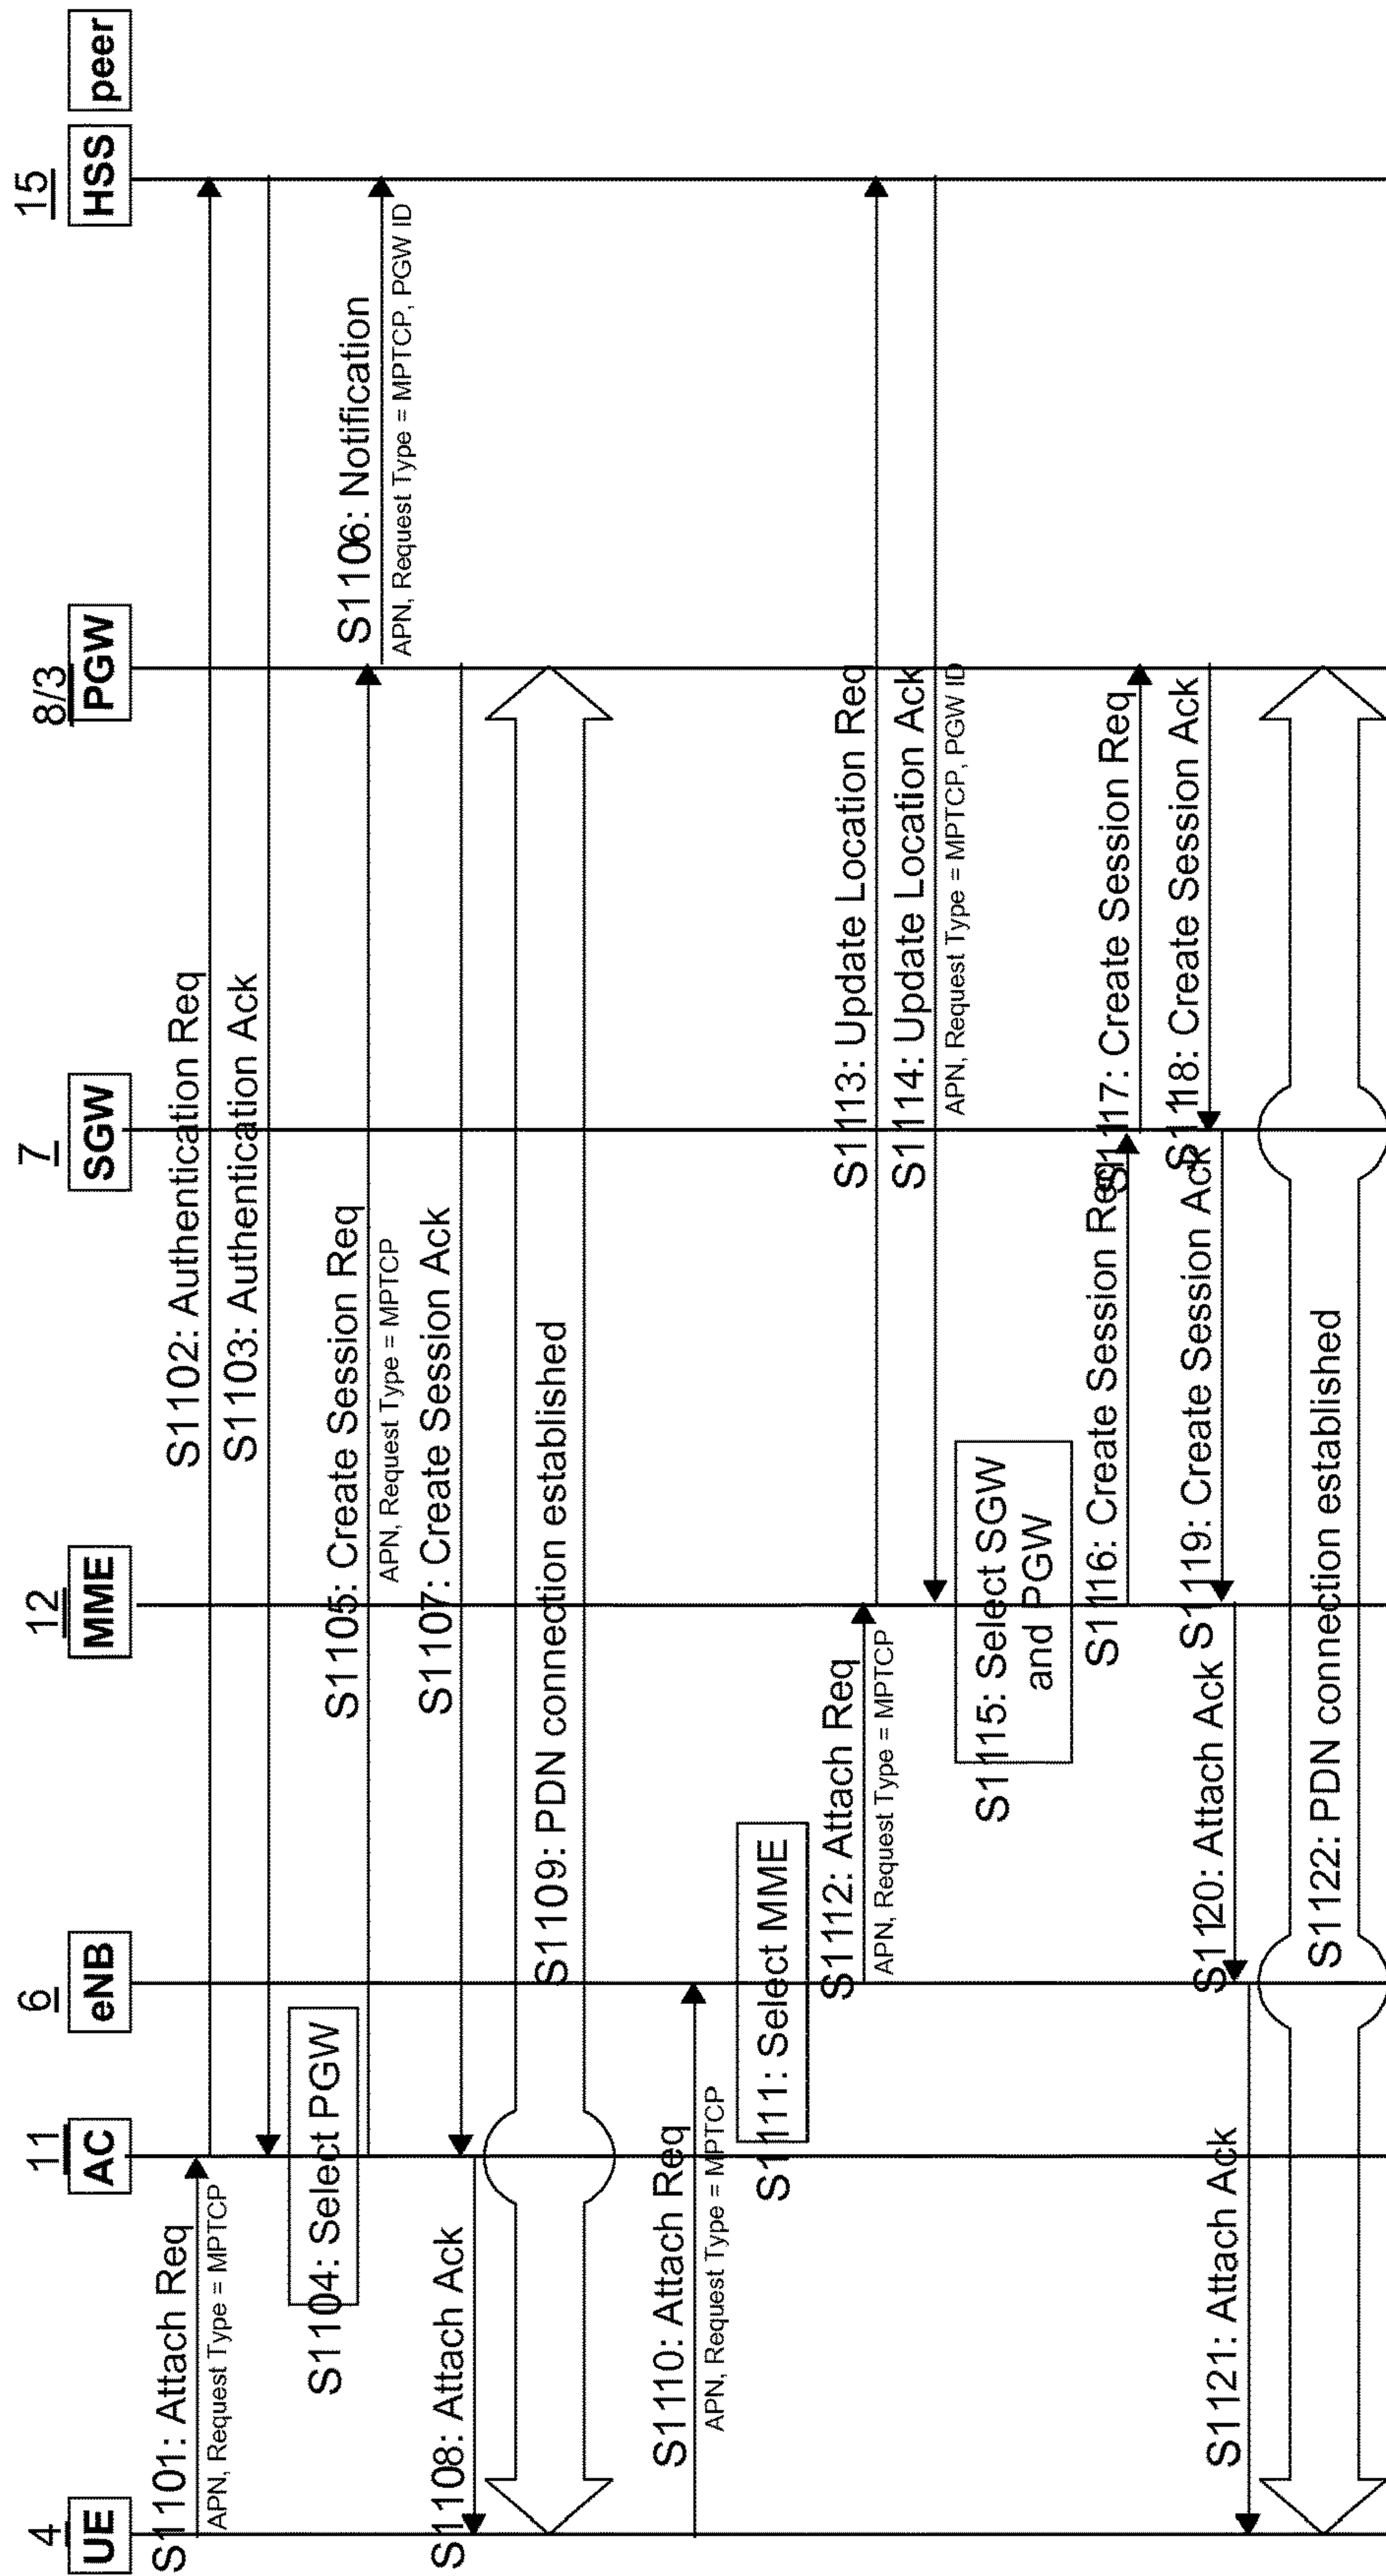 4
UE
11
AC
6
eNB
12
MME
7
SGW
8/3
PGW
15
HSS
peer
S1101: Attach Req
APN, Request Type = MPTCP
S1102: Authentication Req
S1103: Authentication Ack
S1104: Select PGW
S1105: Create Session Req
APN, Request Type = MPTCP
S1106: Notification
APN, Request Type = MPTCP, PGW ID
S1107: Create Session Ack
S1108: Attach Ack
S1109: PDN connection established
S1110: Attach Req
APN, Request Type = MPTCP
S1111: Select MME
S1112: Attach Req
APN, Request Type = MPTCP
S1113: Update Location Req
S1114: Update Location Ack
APN, Request Type = MPTCP, PGW ID
S1115: Select SGW
and PGW
S1116: Create Session Req
S1117: Create Session Req
S1118: Create Session Ack
S1119: Create Session Ack
S1120: Attach Ack
S1121: Attach Ack
S1122: PDN connection established